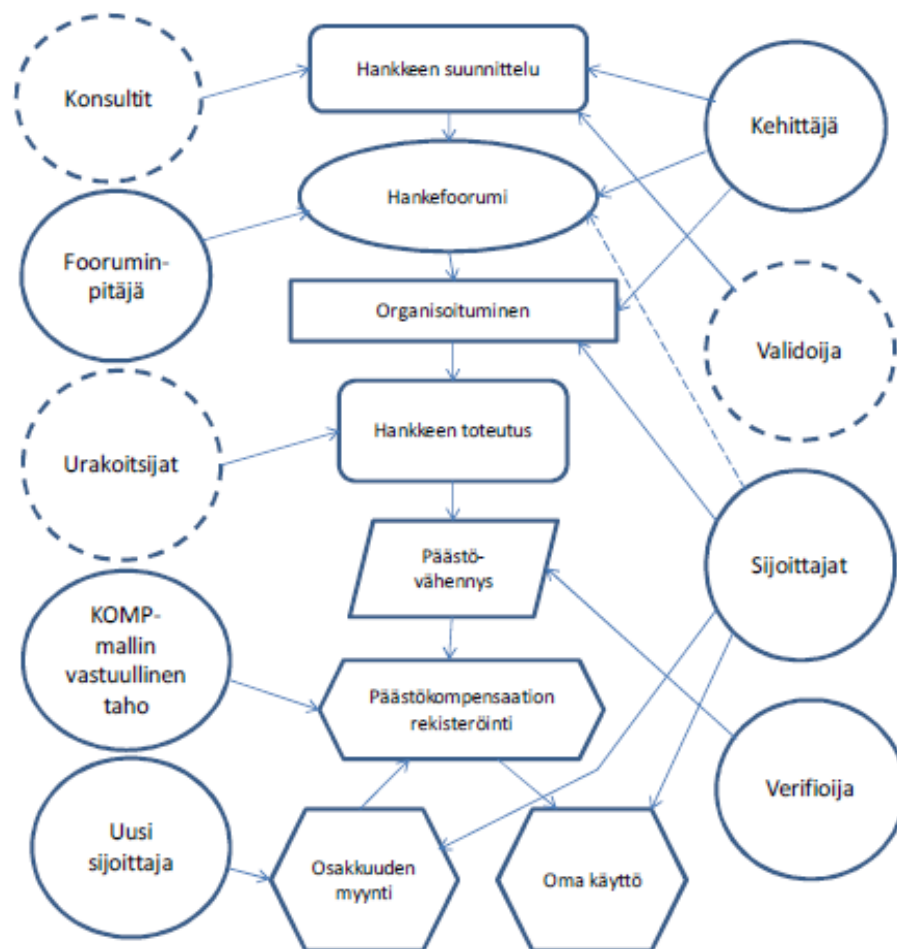 Hankkeen suunnittelu
Konsultit
Kehittäjä
Hankefoorumi
Foorumin-
pitäjä
Organisoituminen
Validoija
Hankkeen toteutus
Urakoitsijat
Päästö-
vähennys
Sijoittajat
KOMP-
mallin
vastuullinen
taho
Päästökompensaation
rekisteröinti
Verifioija
Uusi
sijoittaja
Osakkuuden
myynti
Oma käyttö